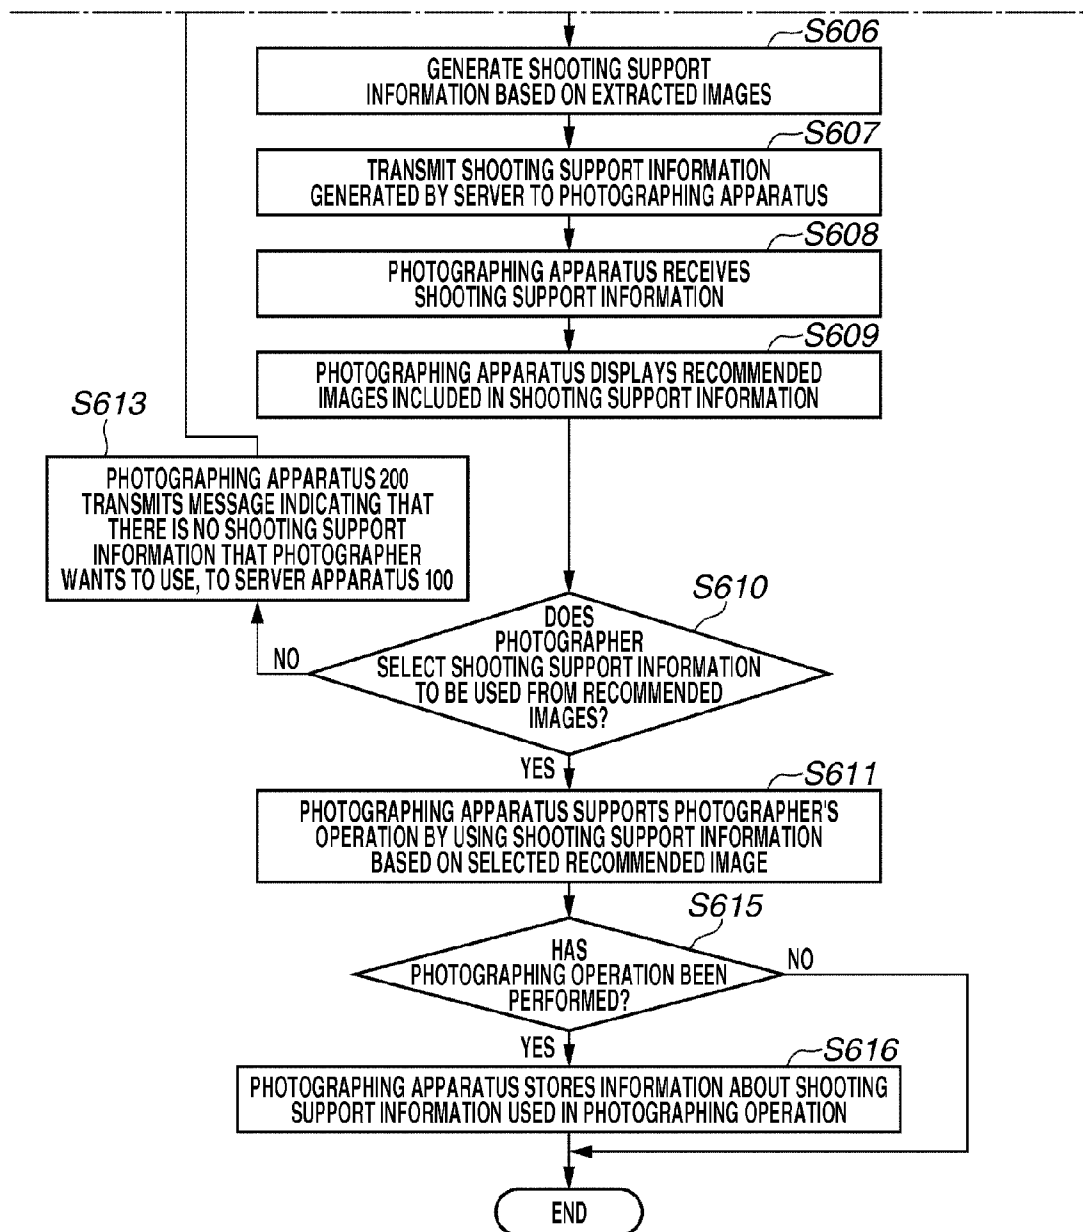 S606
GENERATE SHOOTING SUPPORT
INFORMATION BASED ON EXTRACTED IMAGES
S607
TRANSMIT SHOOTING SUPPORT INFORMATION
GENERATED BY SERVER TO PHOTOGRAPHING APPARATUS
S608
PHOTOGRAPHING APPARATUS RECEIVES
SHOOTING SUPPORT INFORMATION
S609
PHOTOGRAPHING APPARATUS DISPLAYS RECOMMENDED
IMAGES INCLUDED IN SHOOTING SUPPORT INFORMATION
S613
PHOTOGRAPHING APPARATUS 200
TRANSMITS MESSAGE INDICATING THAT
THERE IS NO SHOOTING SUPPORT
INFORMATION THAT PHOTOGRAPHER
WANTS TO USE, TO SERVER APPARATUS 100
S610
DOES
PHOTOGRAPHER
SELECT SHOOTING SUPPORT INFORMATION
TO BE USED FROM RECOMMENDED
IMAGES?
NO
YES
S611
PHOTOGRAPHING APPARATUS SUPPORTS PHOTOGRAPHER'S
OPERATION BY USING SHOOTING SUPPORT INFORMATION
BASED ON SELECTED RECOMMENDED IMAGE
S615
HAS
PHOTOGRAPHING OPERATION BEEN
PERFORMED?
NO
YES
S616
PHOTOGRAPHING APPARATUS STORES INFORMATION ABOUT SHOOTING
SUPPORT INFORMATION USED IN PHOTOGRAPHING OPERATION
END